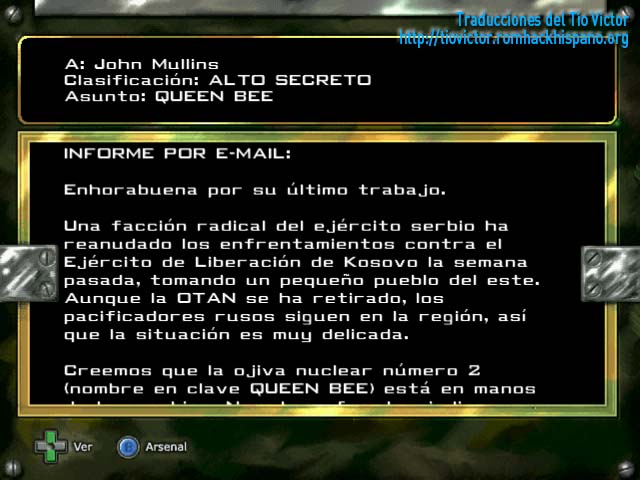 Traducciones del Tio Victor
http://tiovictor.romhackhispano.org
A: John Mullins
Clasificación: ALTO SECRETO
Asunto: QUEEN BEE
INFORME POR E-MAIL:
Enhorabuena por su último trabajo.
Una facción radical del ejército serbio ha
reanudado los enfrentamientos contra el
Ejército de Liberación de Kosovo la semana
pasada, tomando un pequeño pueblo del este.
Aunque la OTAN se ha retirado, los
pacificadores rusos siguen en la región, así
que la situación es muy delicada.
Creemos que la ojiva nuclear número 2
(nombre en clave QUEEN BEE) está en manos
Ver
B Arsenal